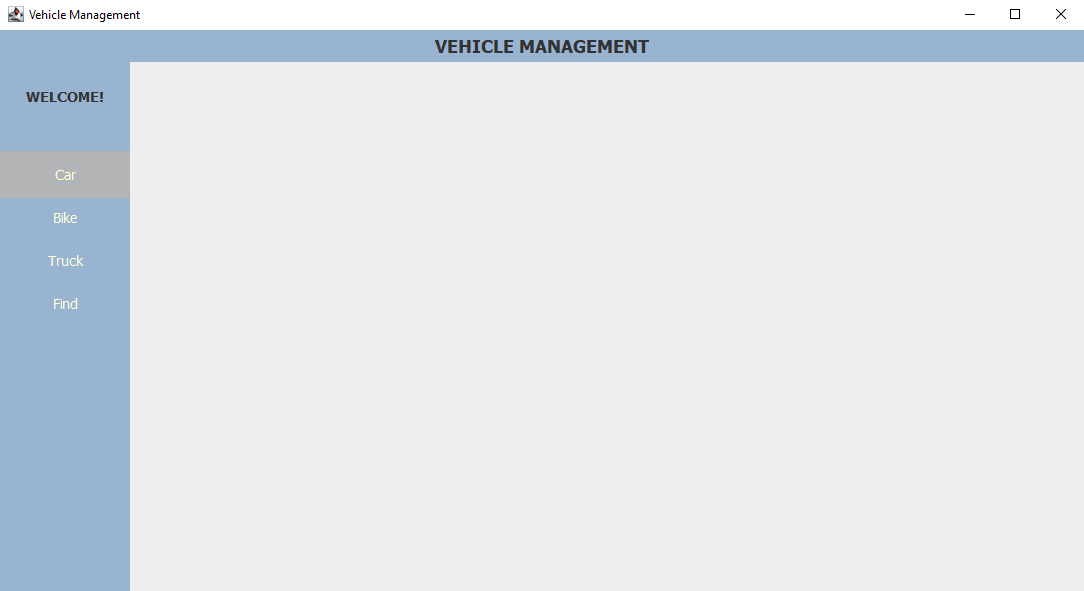 Vehicle Management
VEHICLE MANAGEMENT
WELCOME!
Car
Bike
Truck
Find